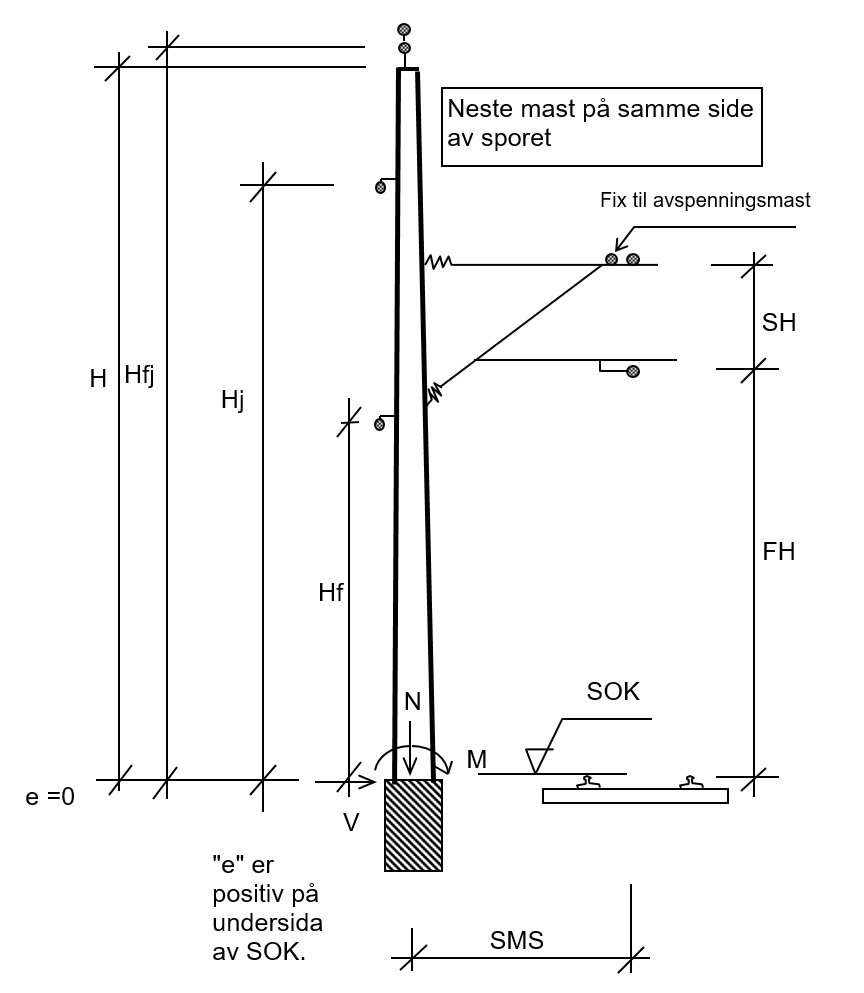 Neste mast på samme side
av sporet
Fix til avspenningsmast
SH
H
Hfj
Hj
FH
Hf
SOK
N
M
e =0
V
"e" er
positiv på
undersida
av SOK.
SMS